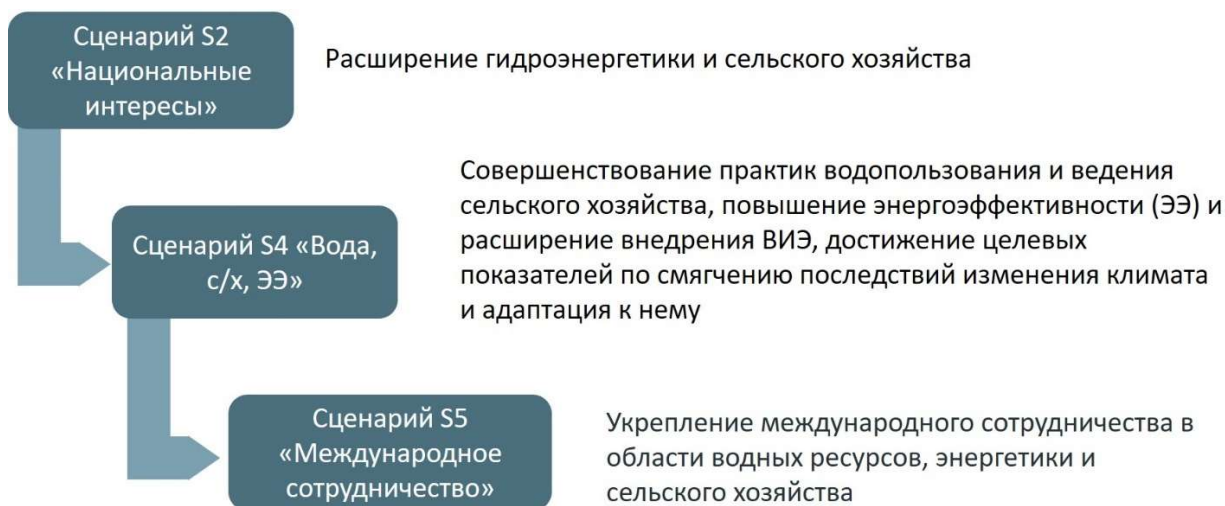 Сценарий S2
«Национальные
интересы»
Расширение гидроэнергетики и сельского хозяйства
Сценарий S4 «Вода,
с/х, ЭЭ»
Совершенствование практик водопользования и ведения
сельского хозяйства, повышение энергоэффективности (ЭЭ) и
расширение внедрения ВИЭ, достижение целевых
показателей по смягчению последствий изменения климата
и адаптация к нему
Сценарий S5
«Международное
сотрудничество»
Укрепление международного сотрудничества в
области водных ресурсов, энергетики и
сельского хозяйства